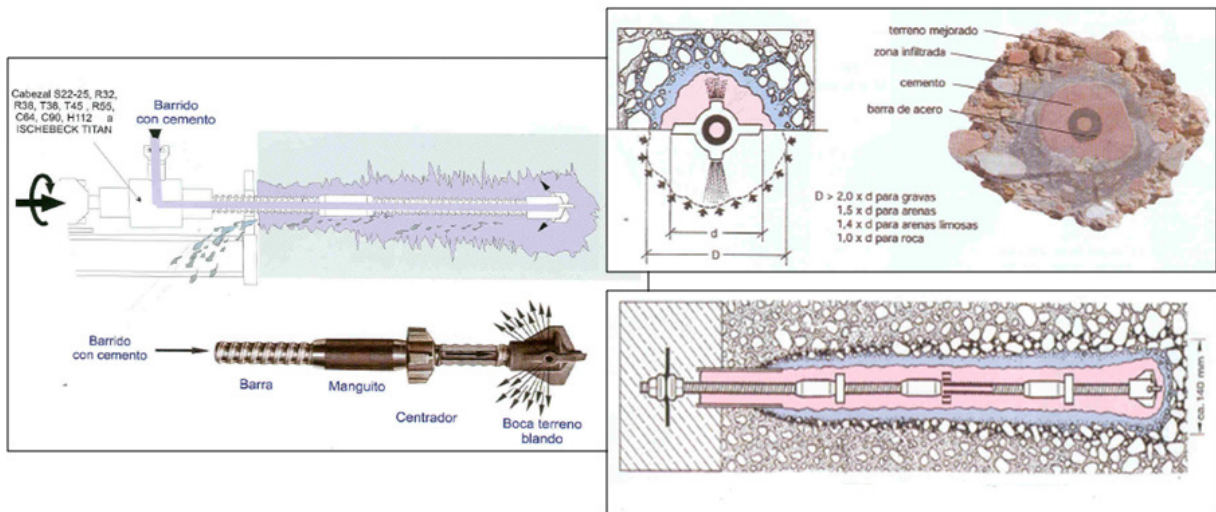 Cabezal S22-25, R32,
R38, T38, T45 , R55,
C64, C90, H112 a
ISCHEBECK TITAN
Barrido
con cemento
Barrido
con cemento
Barra
Manguito
Centrador
Boca terreno
blando
terreno mejorado
zona infiltrada
cemento
barra de acero
D > 2,0 x d para gravas
1,5 x d para arenas
1,4 x d para arenas limosas
1,0 x d para roca
d
D
ca. 140 mm